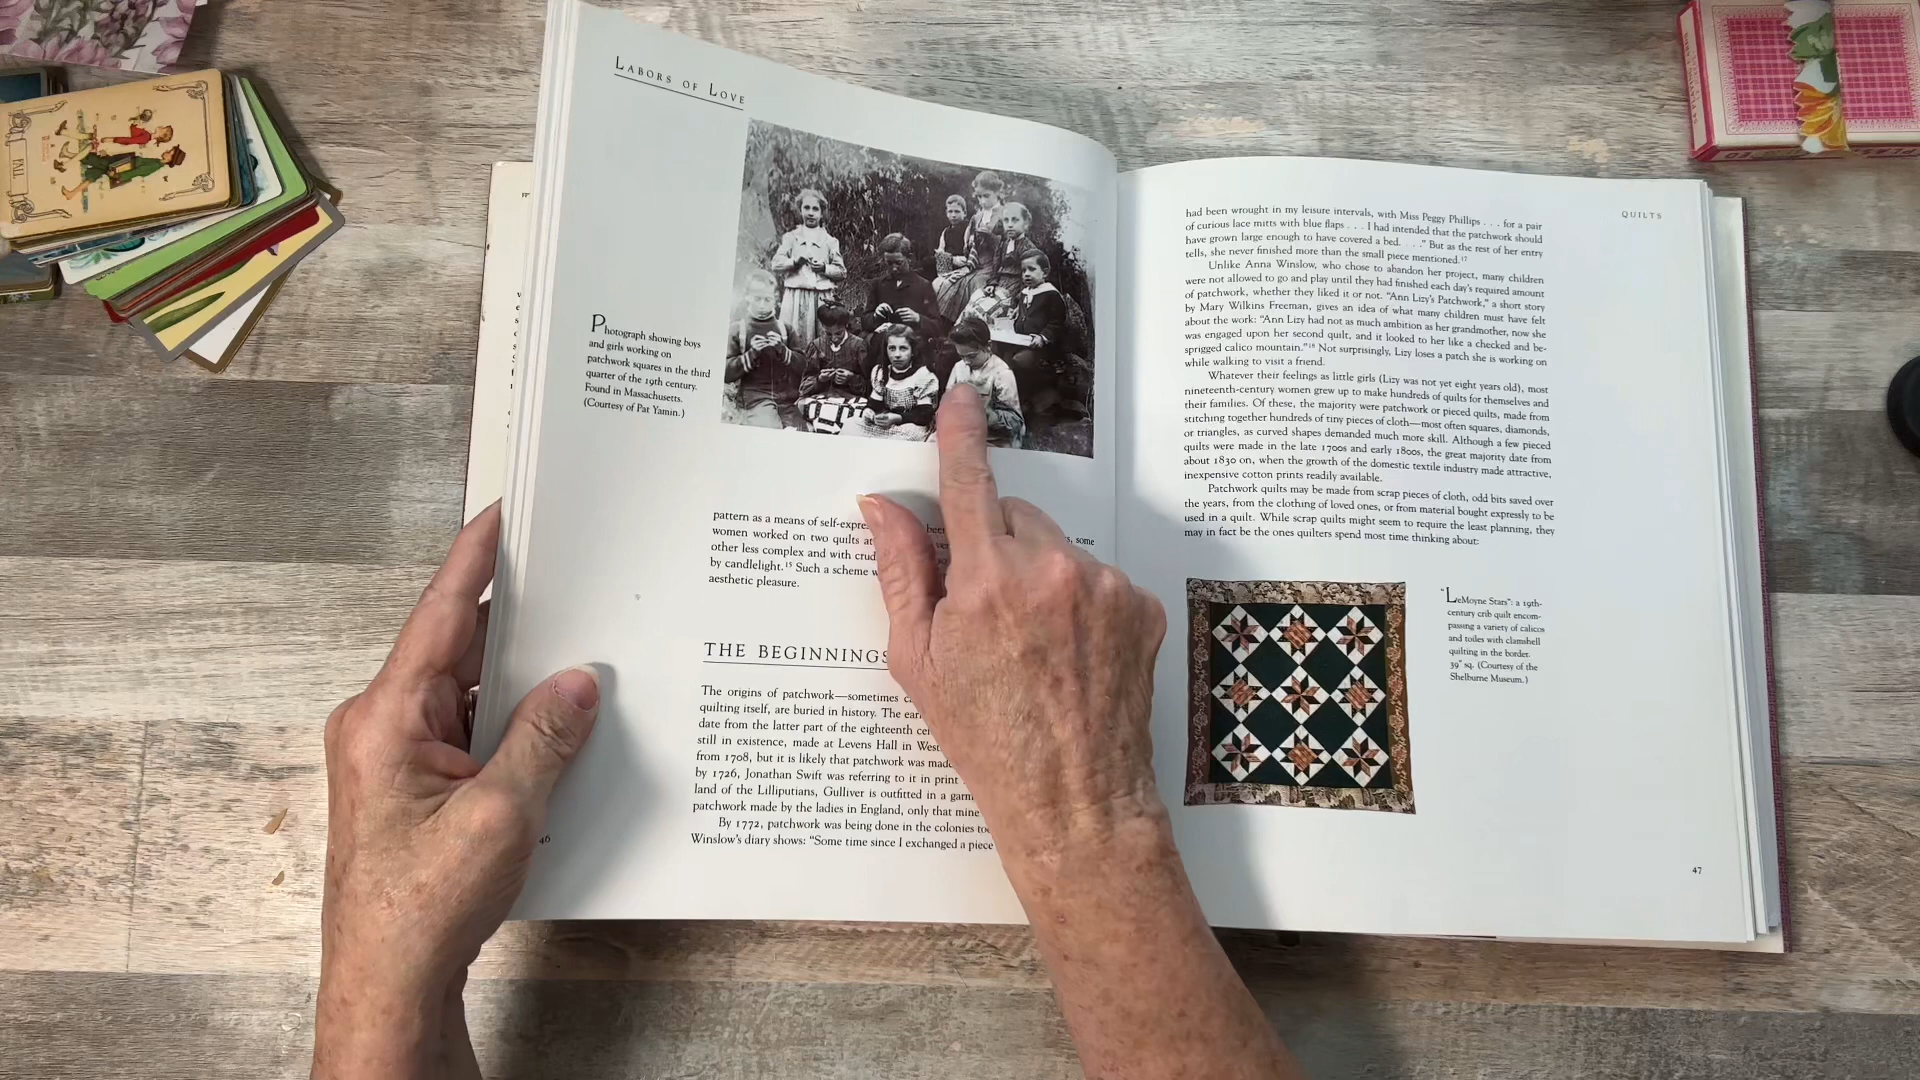 LABORS OF LOVE
Photograph showing boys
and girls working on
patchwork squares in the third
quarter of the 19th century.
Found in Massachusetts.
(Courtesy of Pat Yamin.)
pattern as a means of self-expre
women worked on two quilts at
other less complex and with crud
by candlelight.¹⁵ Such a scheme w
aesthetic pleasure.
been
s, some
THE BEGINNINGS
The origins of patchwork—sometimes c
quilting itself, are buried in history. The ear
date from the latter part of the eighteenth ce
still in existence, made at Levens Hall in West
from 1708, but it is likely that patchwork was made
by 1726, Jonathan Swift was referring to it in print
land of the Lilliputians, Gulliver is outfitted in a garm
patchwork made by the ladies in England, only that mine
By 1772, patchwork was being done in the colonies to
Winslow's diary shows: "Some time since I exchanged a piece
46
QUILTS
had been wrought in my leisure intervals, with Miss Peggy Phillips . . . for a pair
of curious lace mitts with blue flaps . . . I had intended that the patchwork should
have grown large enough to have covered a bed. . . ." But as the rest of her entry
tells, she never finished more than the small piece mentioned.¹⁷
Unlike Anna Winslow, who chose to abandon her project, many children
were not allowed to go and play until they had finished each day's required amount
of patchwork, whether they liked it or not. "Ann Lizy's Patchwork," a short story
by Mary Wilkins Freeman, gives an idea of what many children must have felt
about the work: "Ann Lizy had not as much ambition as her grandmother, now she
was engaged upon her second quilt, and it looked to her like a checked and be-
sprigged calico mountain."¹⁸ Not surprisingly, Lizy loses a patch she is working on
while walking to visit a friend.
Whatever their feelings as little girls (Lizy was not yet eight years old), most
nineteenth-century women grew up to make hundreds of quilts for themselves and
their families. Of these, the majority were patchwork or pieced quilts, made from
stitching together hundreds of tiny pieces of cloth—most often squares, diamonds,
or triangles, as curved shapes demanded much more skill. Although a few pieced
quilts were made in the late 1700s and early 1800s, the great majority date from
about 1830 on, when the growth of the domestic textile industry made attractive,
inexpensive cotton prints readily available.
Patchwork quilts may be made from scrap pieces of cloth, odd bits saved over
the years, from the clothing of loved ones, or from material bought expressly to be
used in a quilt. While scrap quilts might seem to require the least planning, they
may in fact be the ones quilters spend most time thinking about:
"LeMoyne Stars": a 19th-
century crib quilt encom-
passing a variety of calicos
and toiles with clamshell
quilting in the border.
39" sq. (Courtesy of the
Shelburne Museum.)
47
FALL